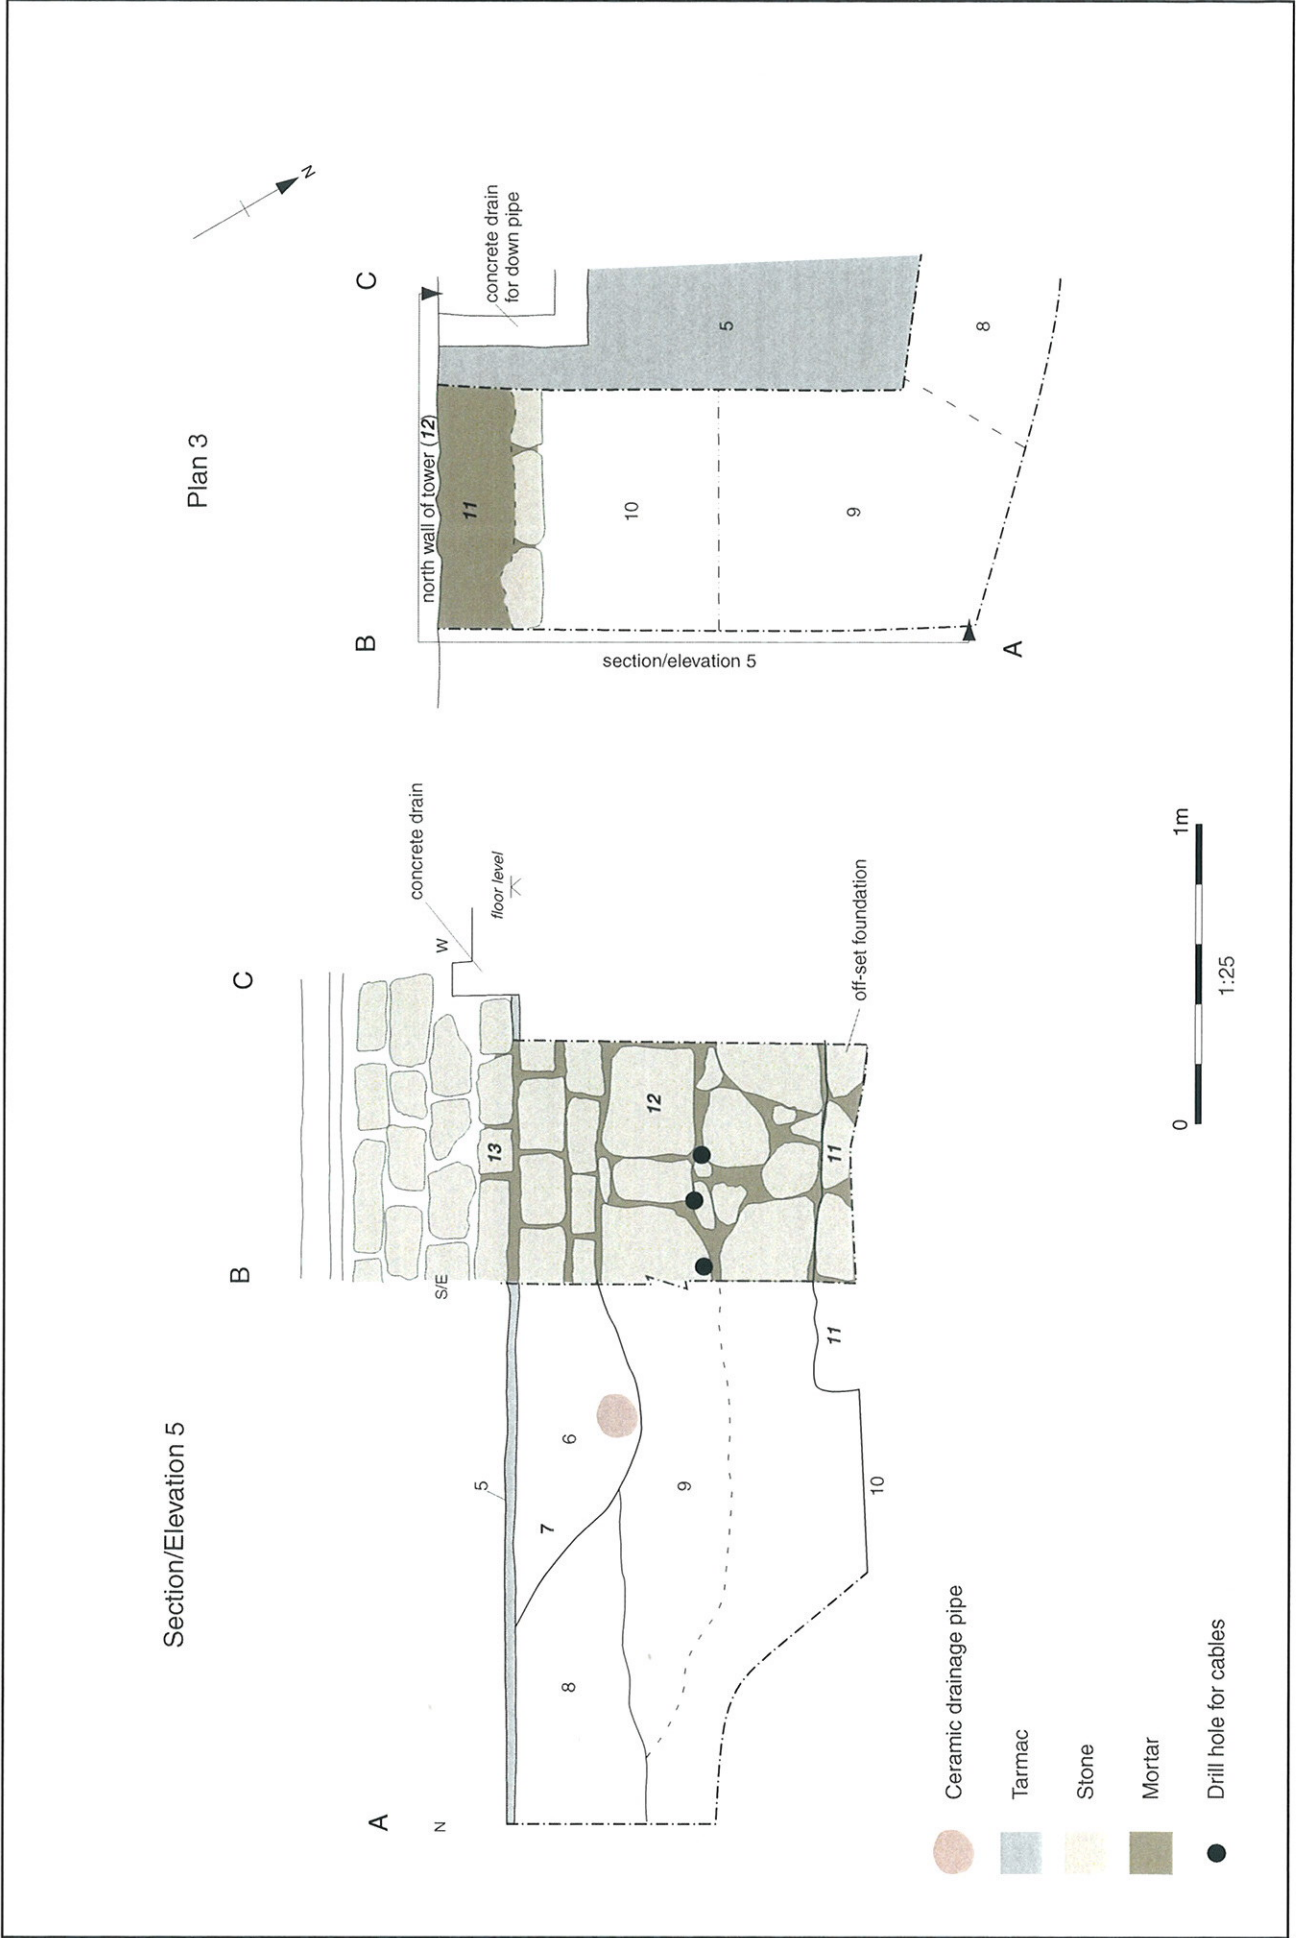 Section/Elevation 5
A
N
B
S/E
C
W
concrete drain
floor level
5
13
6
7
8
12
9
11
11
10
off-set foundation
Ceramic drainage pipe
Tarmac
Stone
Mortar
Drill hole for cables
0
1m
1:25
Plan 3
N
B
C
north wall of tower (12)
concrete drain
for down pipe
11
10
5
9
8
section/elevation 5
A